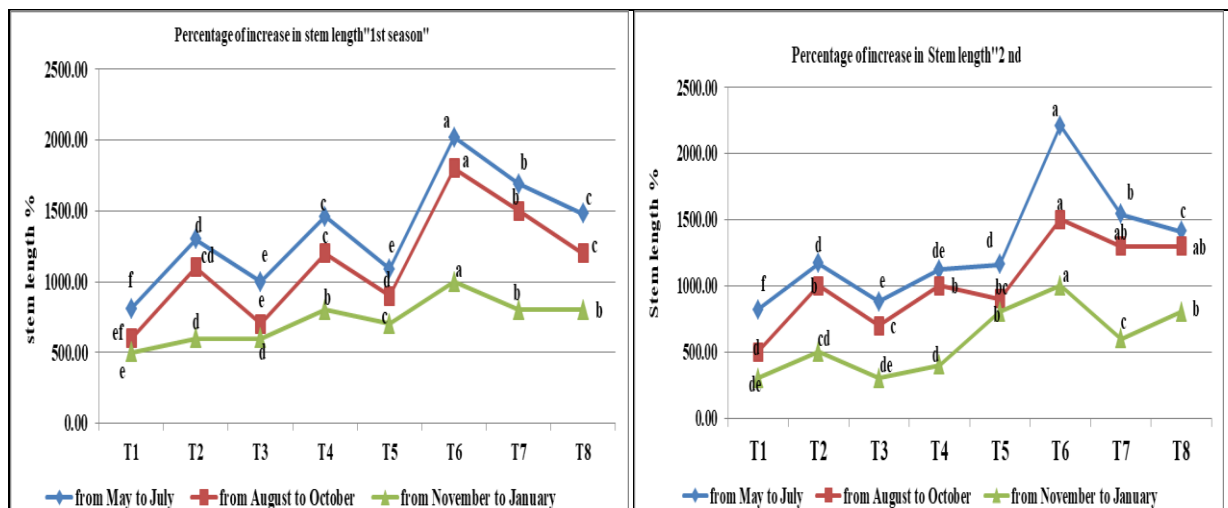 Percentage of increase in stem length"1st season"
stem length %
2500.00
2000.00
1500.00
1000.00
500.00
0.00
f
d
e
c
e
a
b
c
ef
cd
e
c
d
a
b
c
e
d
d
b
c
a
b
b
T1 T2 T3 T4 T5 T6 T7 T8
from May to July from August to October from November to January
Percentage of increase in Stem length"2 nd
Stem length %
2500.00
2000.00
1500.00
1000.00
500.00
0.00
f
d
e
de
d
a
b
c
d
b
c
b
bc
a
ab
ab
de
cd
de
d
b
a
c
b
T1 T2 T3 T4 T5 T6 T7 T8
from May to July from August to October from November to January